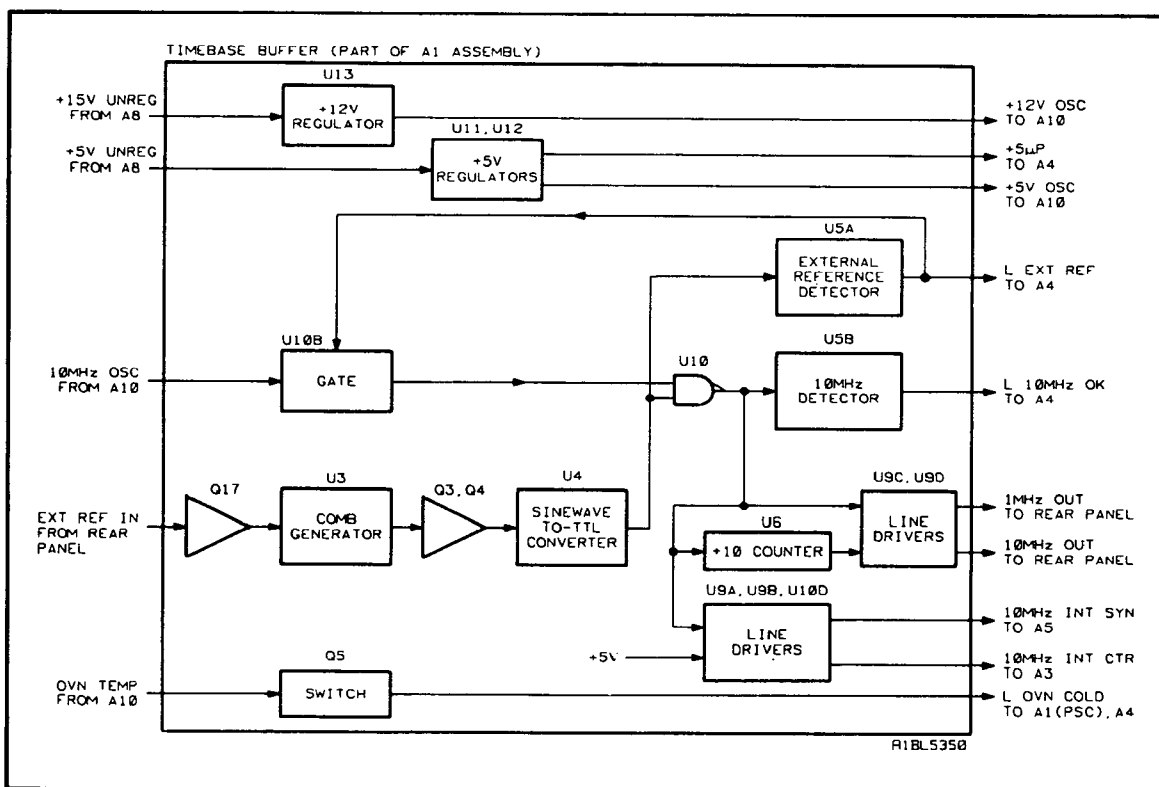 TIMEBASE BUFFER (PART OF A1 ASSEMBLY)
U13
+15V UNREG
FROM A8
+12V
REGULATOR
+12V OSC
TO A10
U11, U12
+5V UNREG
FROM A8
+5V
REGULATORS
+5µP
TO A4
+5V OSC
TO A10
U5A
EXTERNAL
REFERENCE
DETECTOR
L EXT REF
TO A4
U10B
10MHz OSC
FROM A10
GATE
U10
U5B
10MHz
DETECTOR
L 10MHz OK
TO A4
Q17
EXT REF IN
FROM REAR
PANEL
U3
COMB
GENERATOR
Q3, Q4
U4
SINEWAVE
TO-TTL
CONVERTER
U9C, U9D
LINE
DRIVERS
1MHz OUT
TO REAR PANEL
10MHz OUT
TO REAR PANEL
U6
÷10 COUNTER
U9A, U9B, U10D
+5V
LINE
DRIVERS
10MHz INT SYN
TO A5
10MHz INT CTR
TO A3
Q5
OVN TEMP
FROM A10
SWITCH
L OVN COLD
TO A1(PSC), A4
A1BL5350